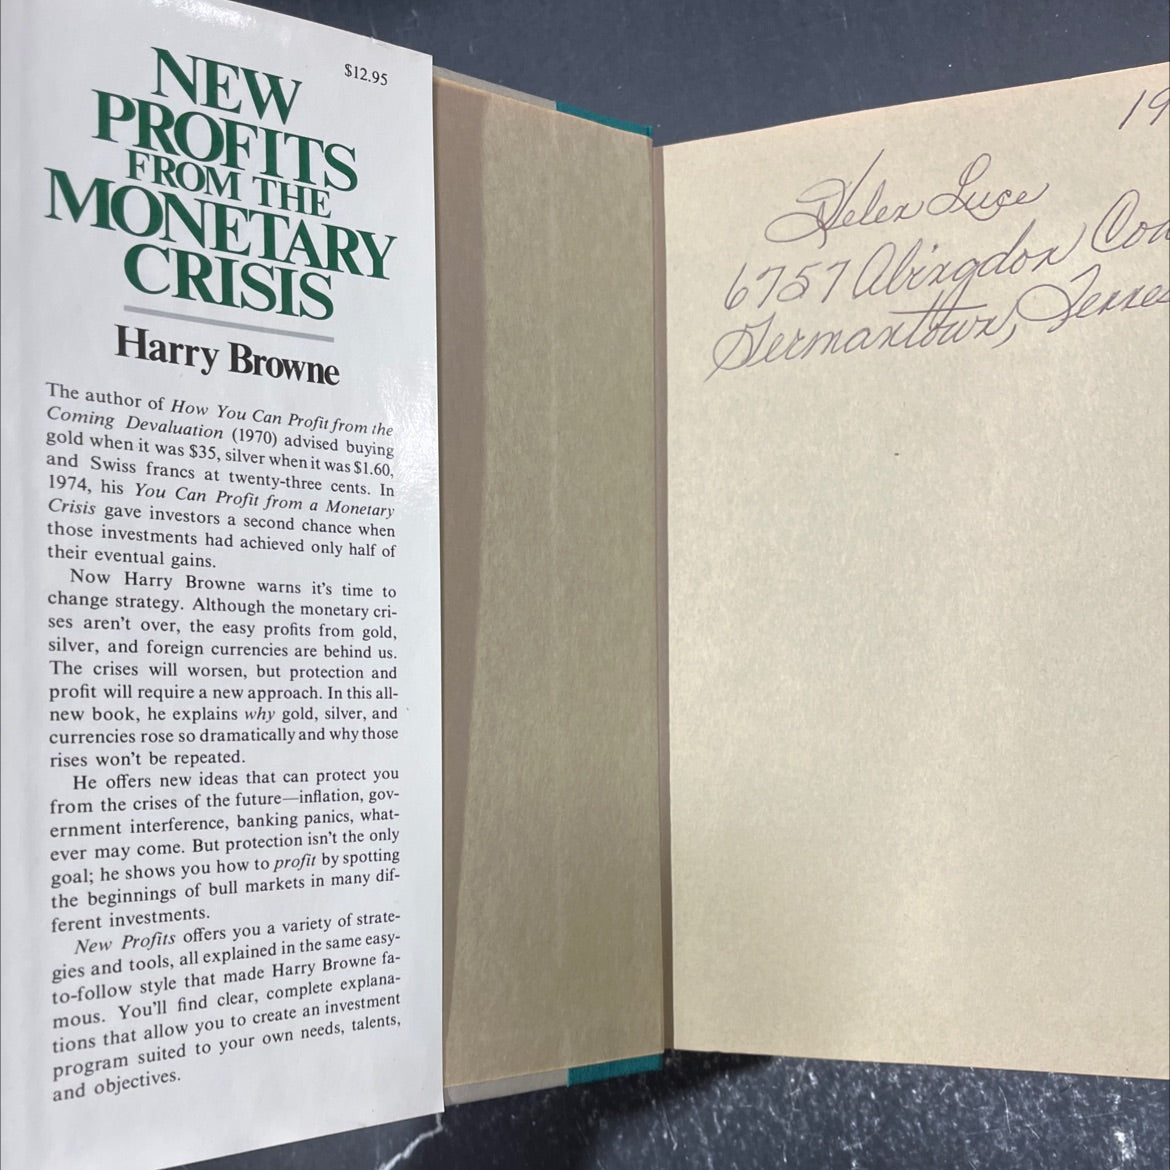 $12.95
NEW
PROFITS
FROM THE
MONETARY
CRISIS
Harry Browne
The author of How You Can Profit from the
Coming Devaluation (1970) advised buying
gold when it was $35, silver when it was $1.60,
and Swiss francs at twenty-three cents. In
1974, his You Can Profit from a Monetary
Crisis gave investors a second chance when
those investments had achieved only half of
their eventual gains.
Now Harry Browne warns it's time to
change strategy. Although the monetary cri-
ses aren't over, the easy profits from gold,
silver, and foreign currencies are behind us.
The crises will worsen, but protection and
profit will require a new approach. In this all-
new book, he explains why gold, silver, and
currencies rose so dramatically and why those
rises won't be repeated.
He offers new ideas that can protect you
from the crises of the future—inflation, gov-
ernment interference, banking panics, what-
ever may come. But protection isn't the only
goal; he shows you how to profit by spotting
the beginnings of bull markets in many dif-
ferent investments.
New Profits offers you a variety of strate-
gies and tools, all explained in the same easy-
to-follow style that made Harry Browne fa-
mous. You'll find clear, complete explana-
tions that allow you to create an investment
program suited to your own needs, talents,
and objectives.
19
Helen Luce
6757 Abingdon
Germantown,